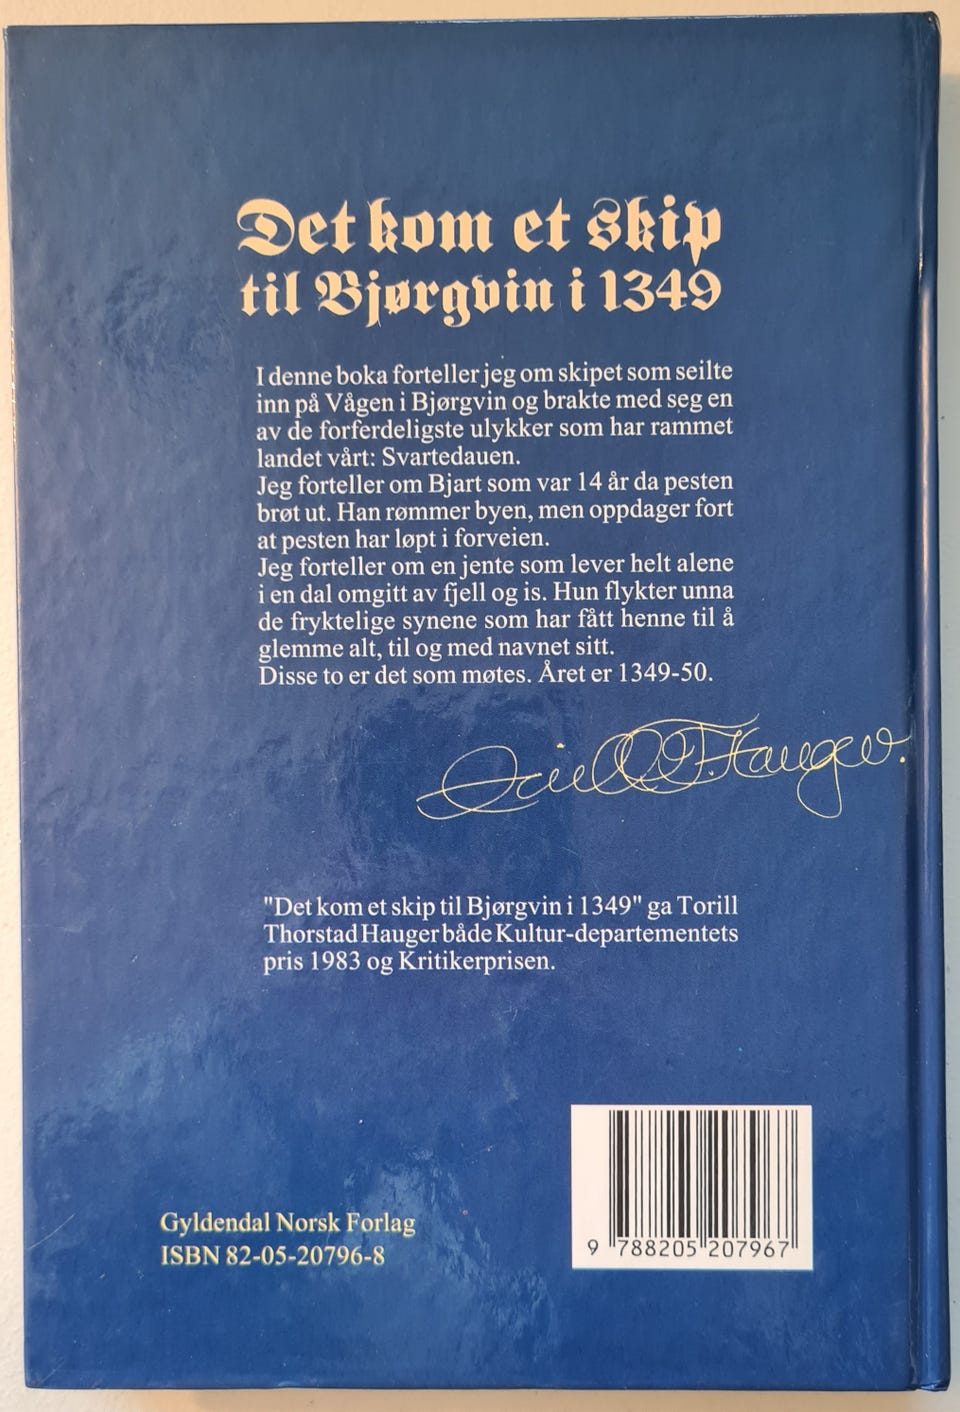 Det kom et skip
til Bjørgvin i 1349
I denne boka forteller jeg om skipet som seilte
inn på Vågen i Bjørgvin og brakte med seg en
av de forferdeligste ulykker som har rammet
landet vårt: Svartedauen.
Jeg forteller om Bjart som var 14 år da pesten
brøt ut. Han rømmer byen, men oppdager fort
at pesten har løpt i forveien.
Jeg forteller om en jente som lever helt alene
i en dal omgitt av fjell og is. Hun flykter unna
de fryktelige synene som har fått henne til å
glemme alt, til og med navnet sitt.
Disse to er det som møtes. Året er 1349-50.
Torill T. Hauger.
"Det kom et skip til Bjørgvin i 1349" ga Torill
Thorstad Hauger både Kultur-departementets
pris 1983 og Kritikerprisen.
Gyldendal Norsk Forlag
ISBN 82-05-20796-8
9 788205 207967